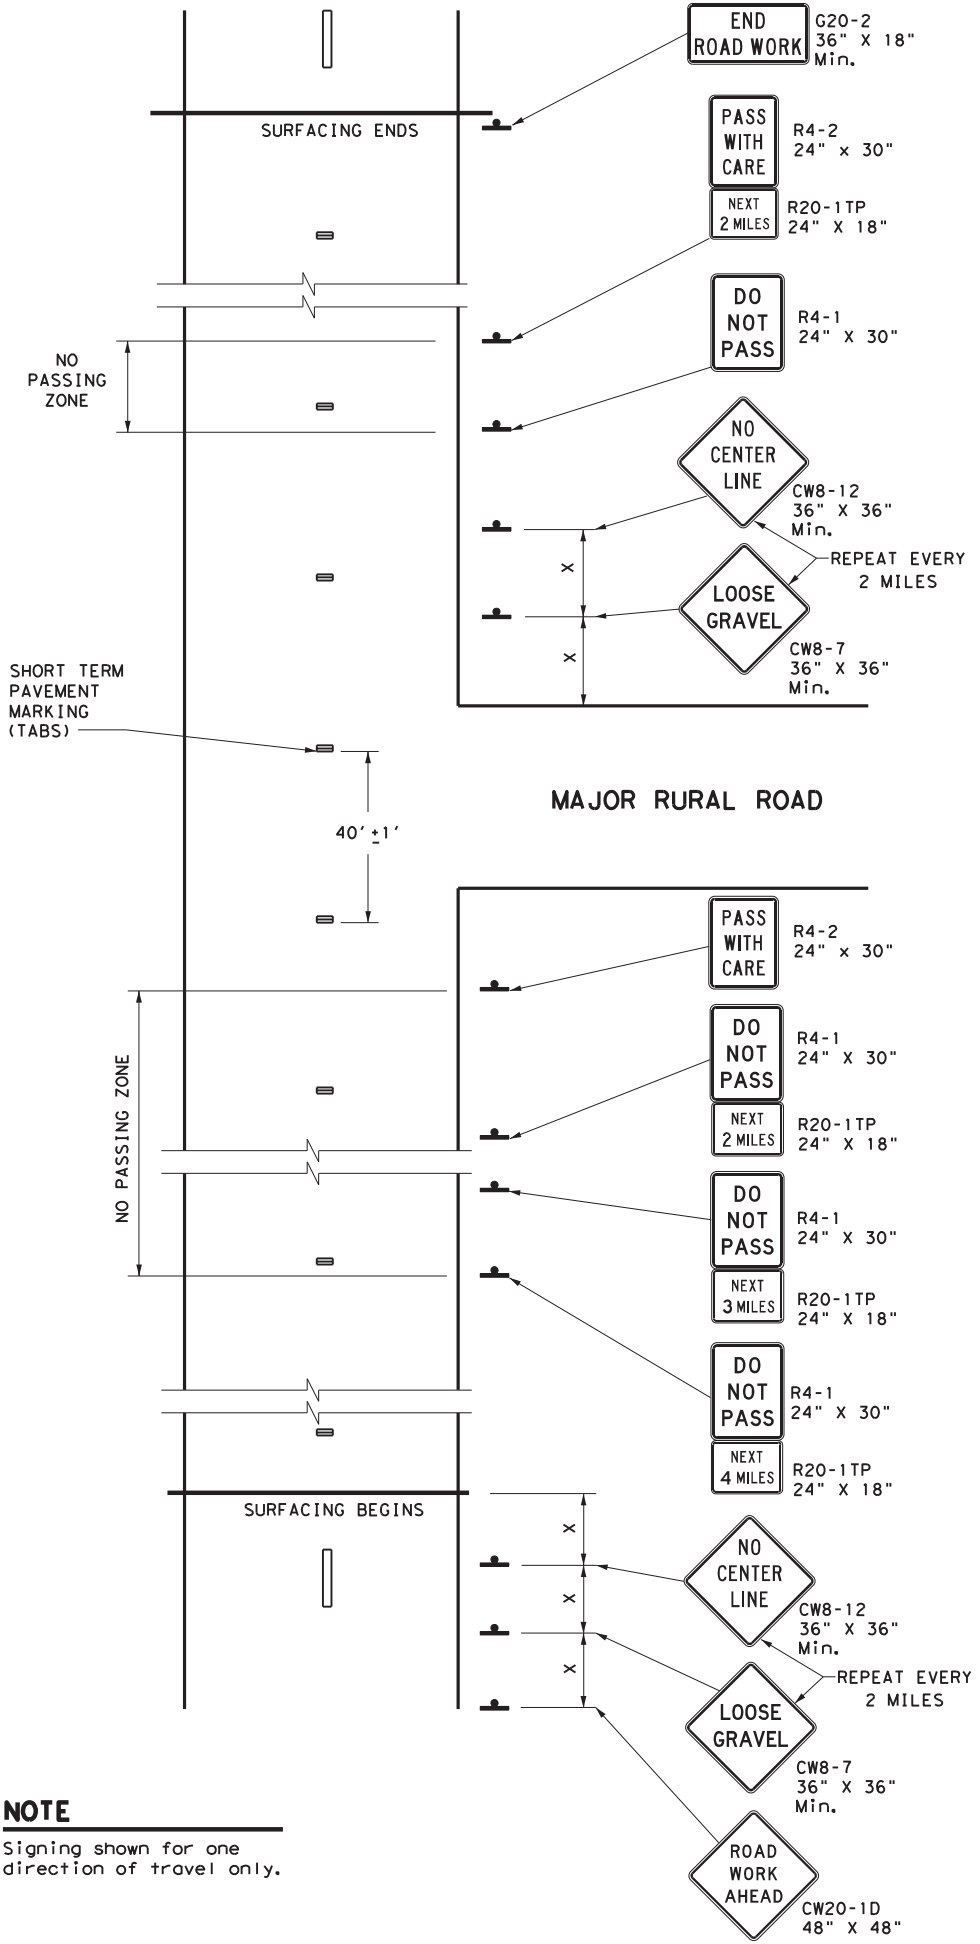 END
ROAD WORK
G20-2
36" X 18"
Min.
SURFACING ENDS
PASS
WITH
CARE
R4-2
24" x 30"
NEXT
2 MILES
R20-1TP
24" X 18"
DO
NOT
PASS
R4-1
24" X 30"
NO
PASSING
ZONE
NO
CENTER
LINE
CW8-12
36" X 36"
Min.
REPEAT EVERY
2 MILES
X
LOOSE
GRAVEL
CW8-7
36" X 36"
Min.
X
SHORT TERM
PAVEMENT
MARKING
(TABS)
MAJOR RURAL ROAD
40' ±1'
PASS
WITH
CARE
R4-2
24" x 30"
DO
NOT
PASS
R4-1
24" X 30"
NEXT
2 MILES
R20-1TP
24" X 18"
NO PASSING ZONE
DO
NOT
PASS
R4-1
24" X 30"
NEXT
3 MILES
R20-1TP
24" X 18"
DO
NOT
PASS
R4-1
24" X 30"
NEXT
4 MILES
R20-1TP
24" X 18"
SURFACING BEGINS
X
NO
CENTER
LINE
CW8-12
36" X 36"
Min.
X
REPEAT EVERY
2 MILES
X
LOOSE
GRAVEL
CW8-7
36" X 36"
Min.
ROAD
WORK
AHEAD
CW20-1D
48" X 48"
NOTE
Signing shown for one
direction of travel only.